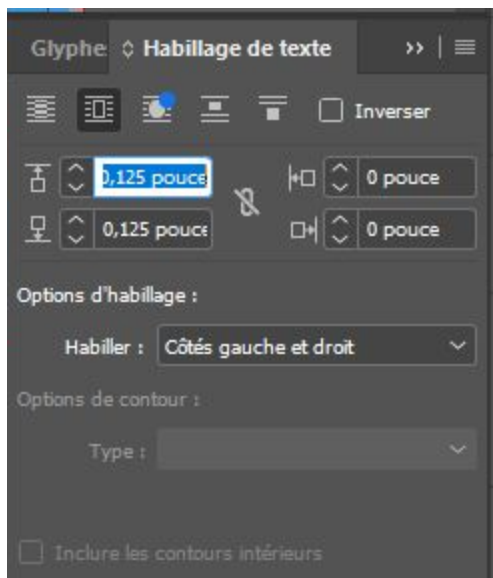 Glyphe Habillage de texte
Inverser
0,125 pouce 0 pouce
0,125 pouce 0 pouce
Options d'habillage :
Habiller : Côtés gauche et droit
Options de contour :
Type :
Inclure les contours intérieurs